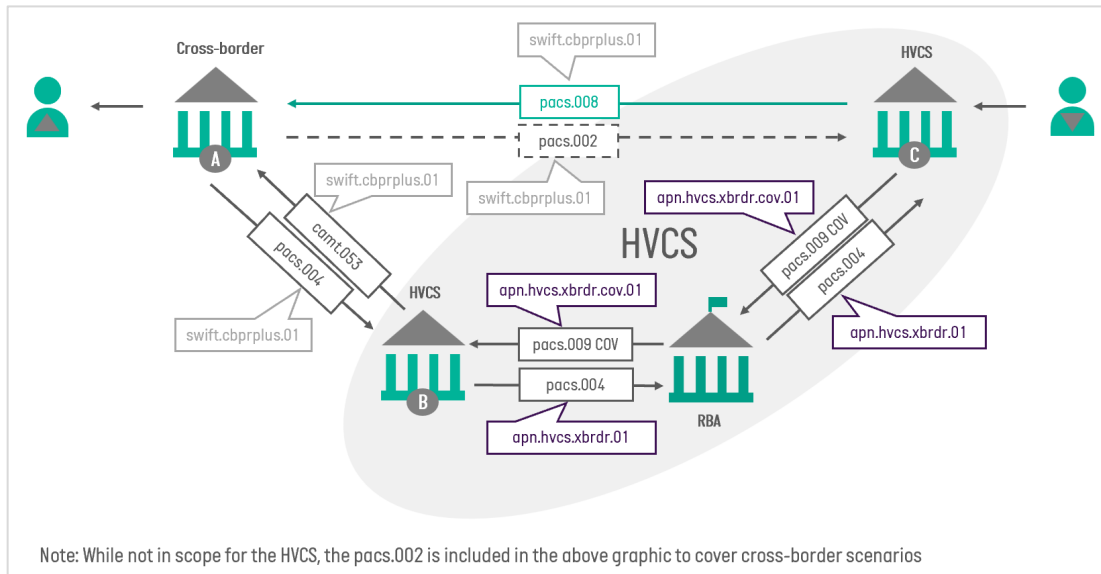 swift.cbprplus.01
Cross-border
HVCS
pacs.008
pacs.002
A
C
swift.cbprplus.01
swift.cbprplus.01
apn.hvcs.xbrdr.cov.01
camt.053
pacs.004
HVCS
pacs.009 COV
pacs.004
HVCS
apn.hvcs.xbrdr.cov.01
swift.cbprplus.01
apn.hvcs.xbrdr.01
pacs.009 COV
pacs.004
B
RBA
apn.hvcs.xbrdr.01
Note: While not in scope for the HVCS, the pacs.002 is included in the above graphic to cover cross-border scenarios